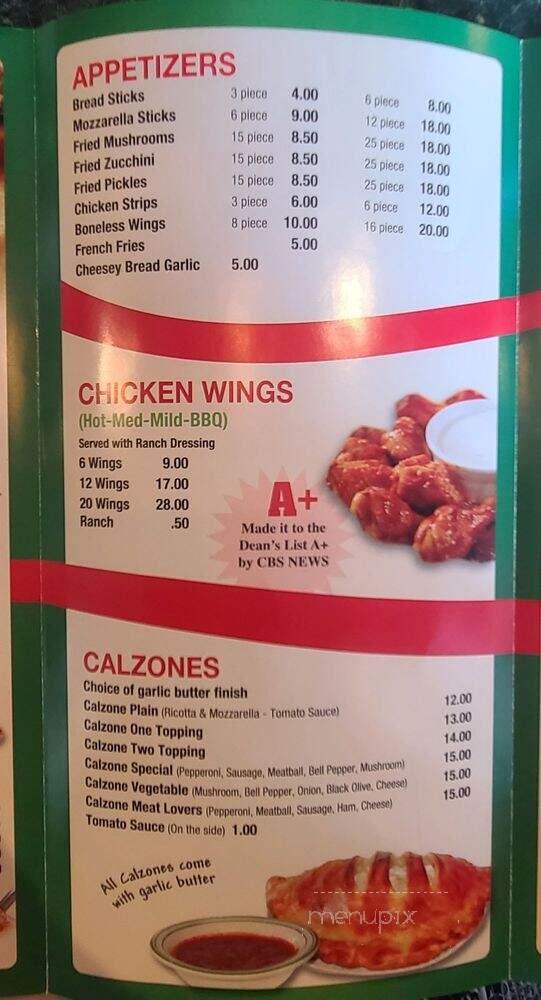 APPETIZERS
Bread Sticks 3 piece 4.00 6 piece 8.00
Mozzarella Sticks 6 piece 9.00 12 piece 18.00
Fried Mushrooms 15 piece 8.50 25 piece 18.00
Fried Zucchini 15 piece 8.50 25 piece 18.00
Fried Pickles 15 piece 8.50 25 piece 18.00
Chicken Strips 3 piece 6.00 6 piece 12.00
Boneless Wings 8 piece 10.00 16 piece 20.00
French Fries 5.00
Cheesey Bread Garlic 5.00
CHICKEN WINGS
(Hot-Med-Mild-BBQ)
Served with Ranch Dressing
6 Wings 9.00
12 Wings 17.00
20 Wings 28.00
Ranch .50
A+
Made it to the
Dean's List A+
by CBS NEWS
CALZONES
Choice of garlic butter finish
Calzone Plain (Ricotta & Mozzarella - Tomato Sauce) 12.00
Calzone One Topping 13.00
Calzone Two Topping 14.00
Calzone Special (Pepperoni, Sausage, Meatball, Bell Pepper, Mushroom) 15.00
Calzone Vegetable (Mushroom, Bell Pepper, Onion, Black Olive, Cheese) 15.00
Calzone Meat Lovers (Pepperoni, Meatball, Sausage, Ham, Cheese) 15.00
Tomato Sauce (On the side) 1.00
All Calzones come
with garlic butter
menupix